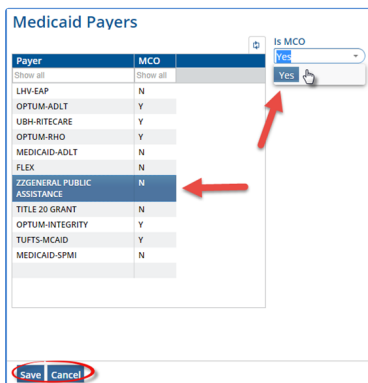 Medicaid Payers
Is MCO
Yes
Yes
Payer MCO
Show all Show all
LHV-EAP N
OPTUM-ADLT Y
UBH-RITECARE Y
OPTUM-RHO Y
MEDICAID-ADLT N
FLEX N
ZZGENERAL PUBLIC N
ASSISTANCE
TITLE 20 GRANT N
OPTUM-INTEGRITY Y
TUFTS-MCAID Y
MEDICAID-SPMI N
Save Cancel